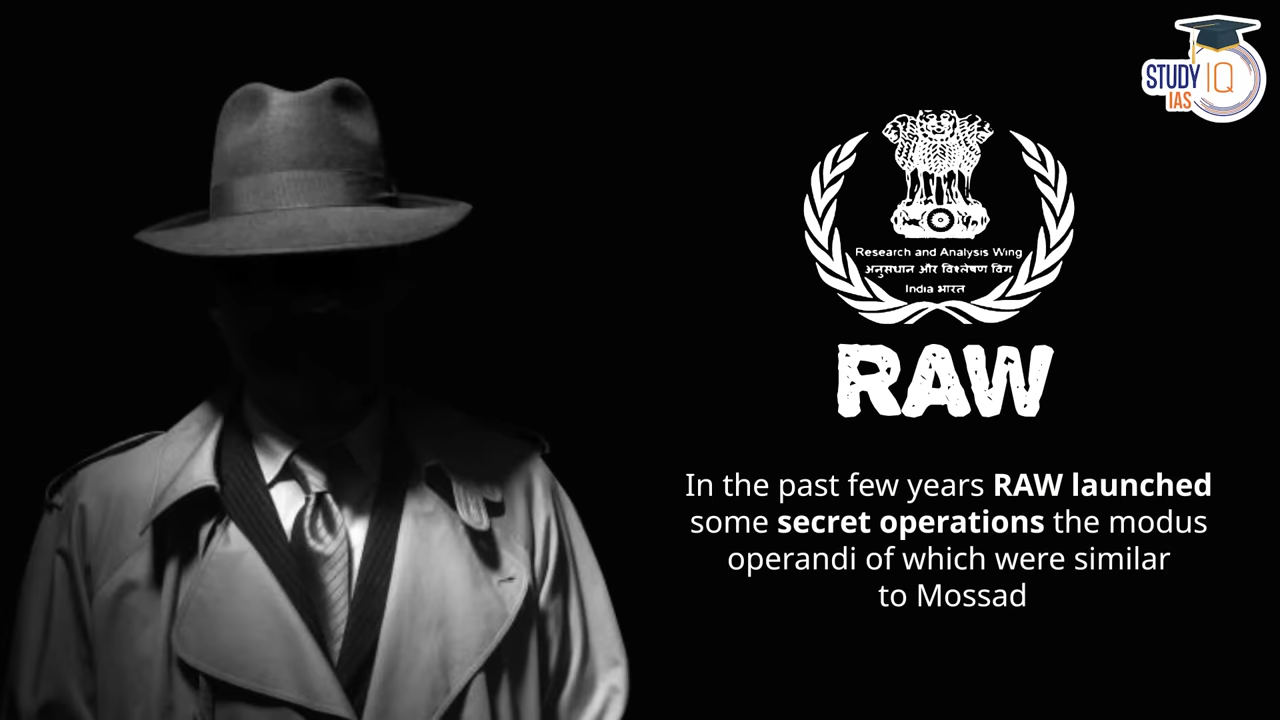 STUDY IQ
IAS
Research and Analysis Wing
अनुसधान और विश्लेषण विग
India भारत
RAW
In the past few years RAW launched
some secret operations the modus
operandi of which were similar
to Mossad